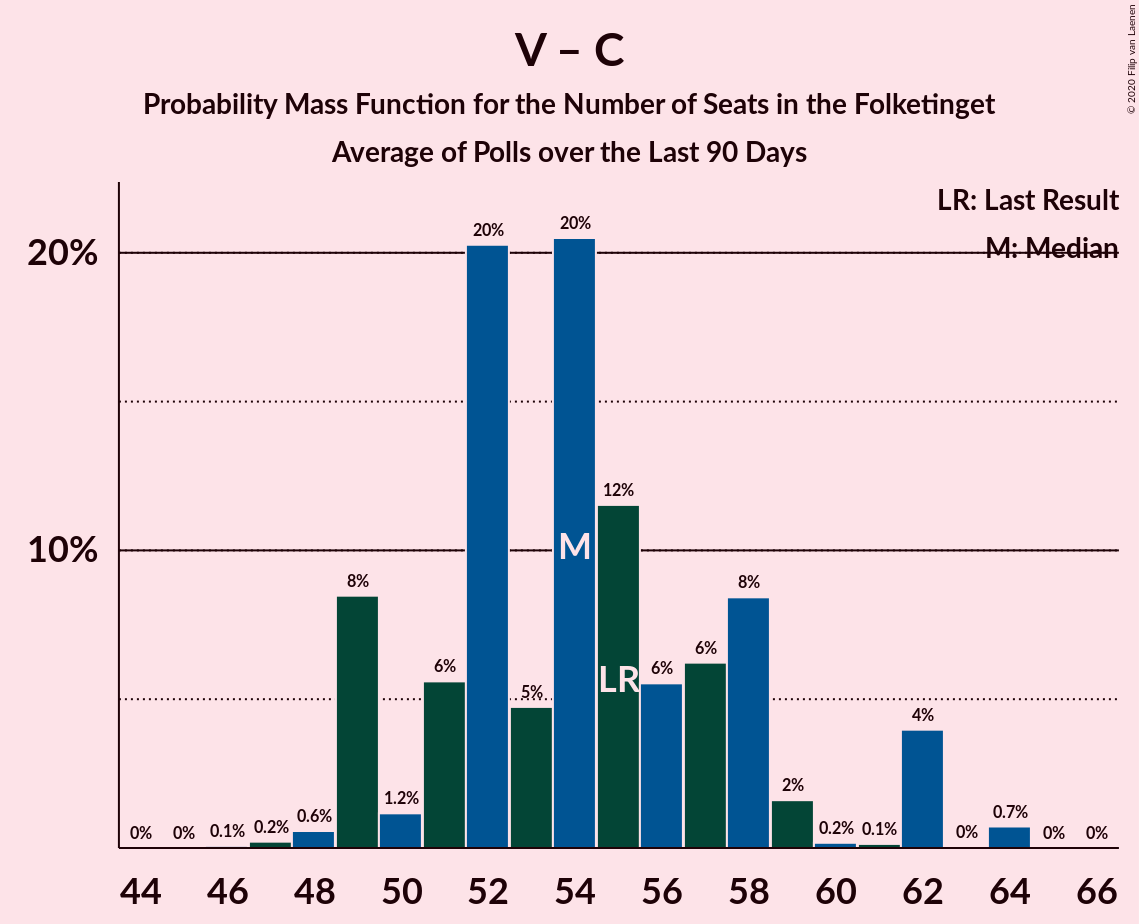 V – C
Probability Mass Function for the Number of Seats in the Folketinget
Average of Polls over the Last 90 Days
© 2020 Filip van Laenen
LR: Last Result
M: Median
20%
10%
0%
0%
0.1%
0.2%
0.6%
8%
1.2%
6%
20%
5%
20%
12%
6%
6%
8%
2%
0.2%
0.1%
4%
0%
0.7%
0%
0%
M
LR
44 46 48 50 52 54 56 58 60 62 64 66